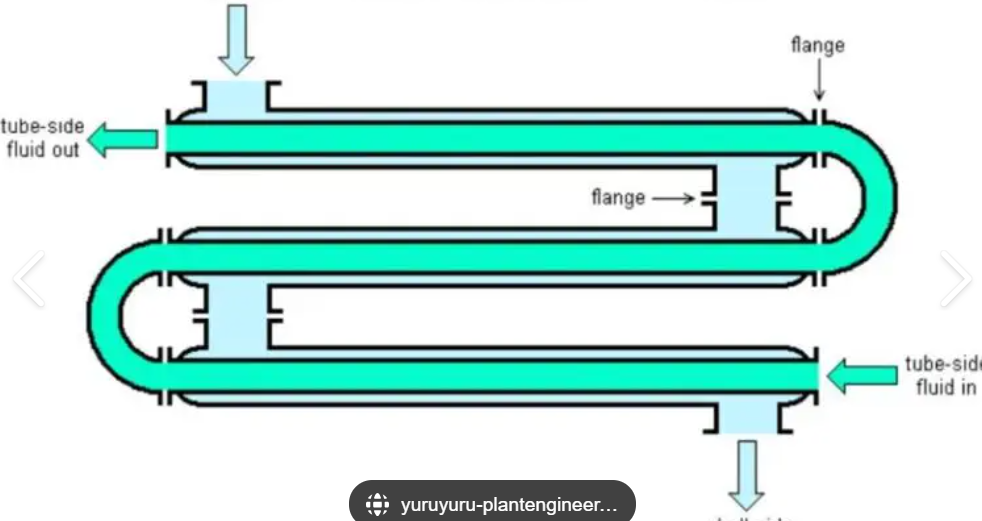 flange
tube-side
fluid out
flange
tube-side
fluid in
yuruyuru-plantengineer...